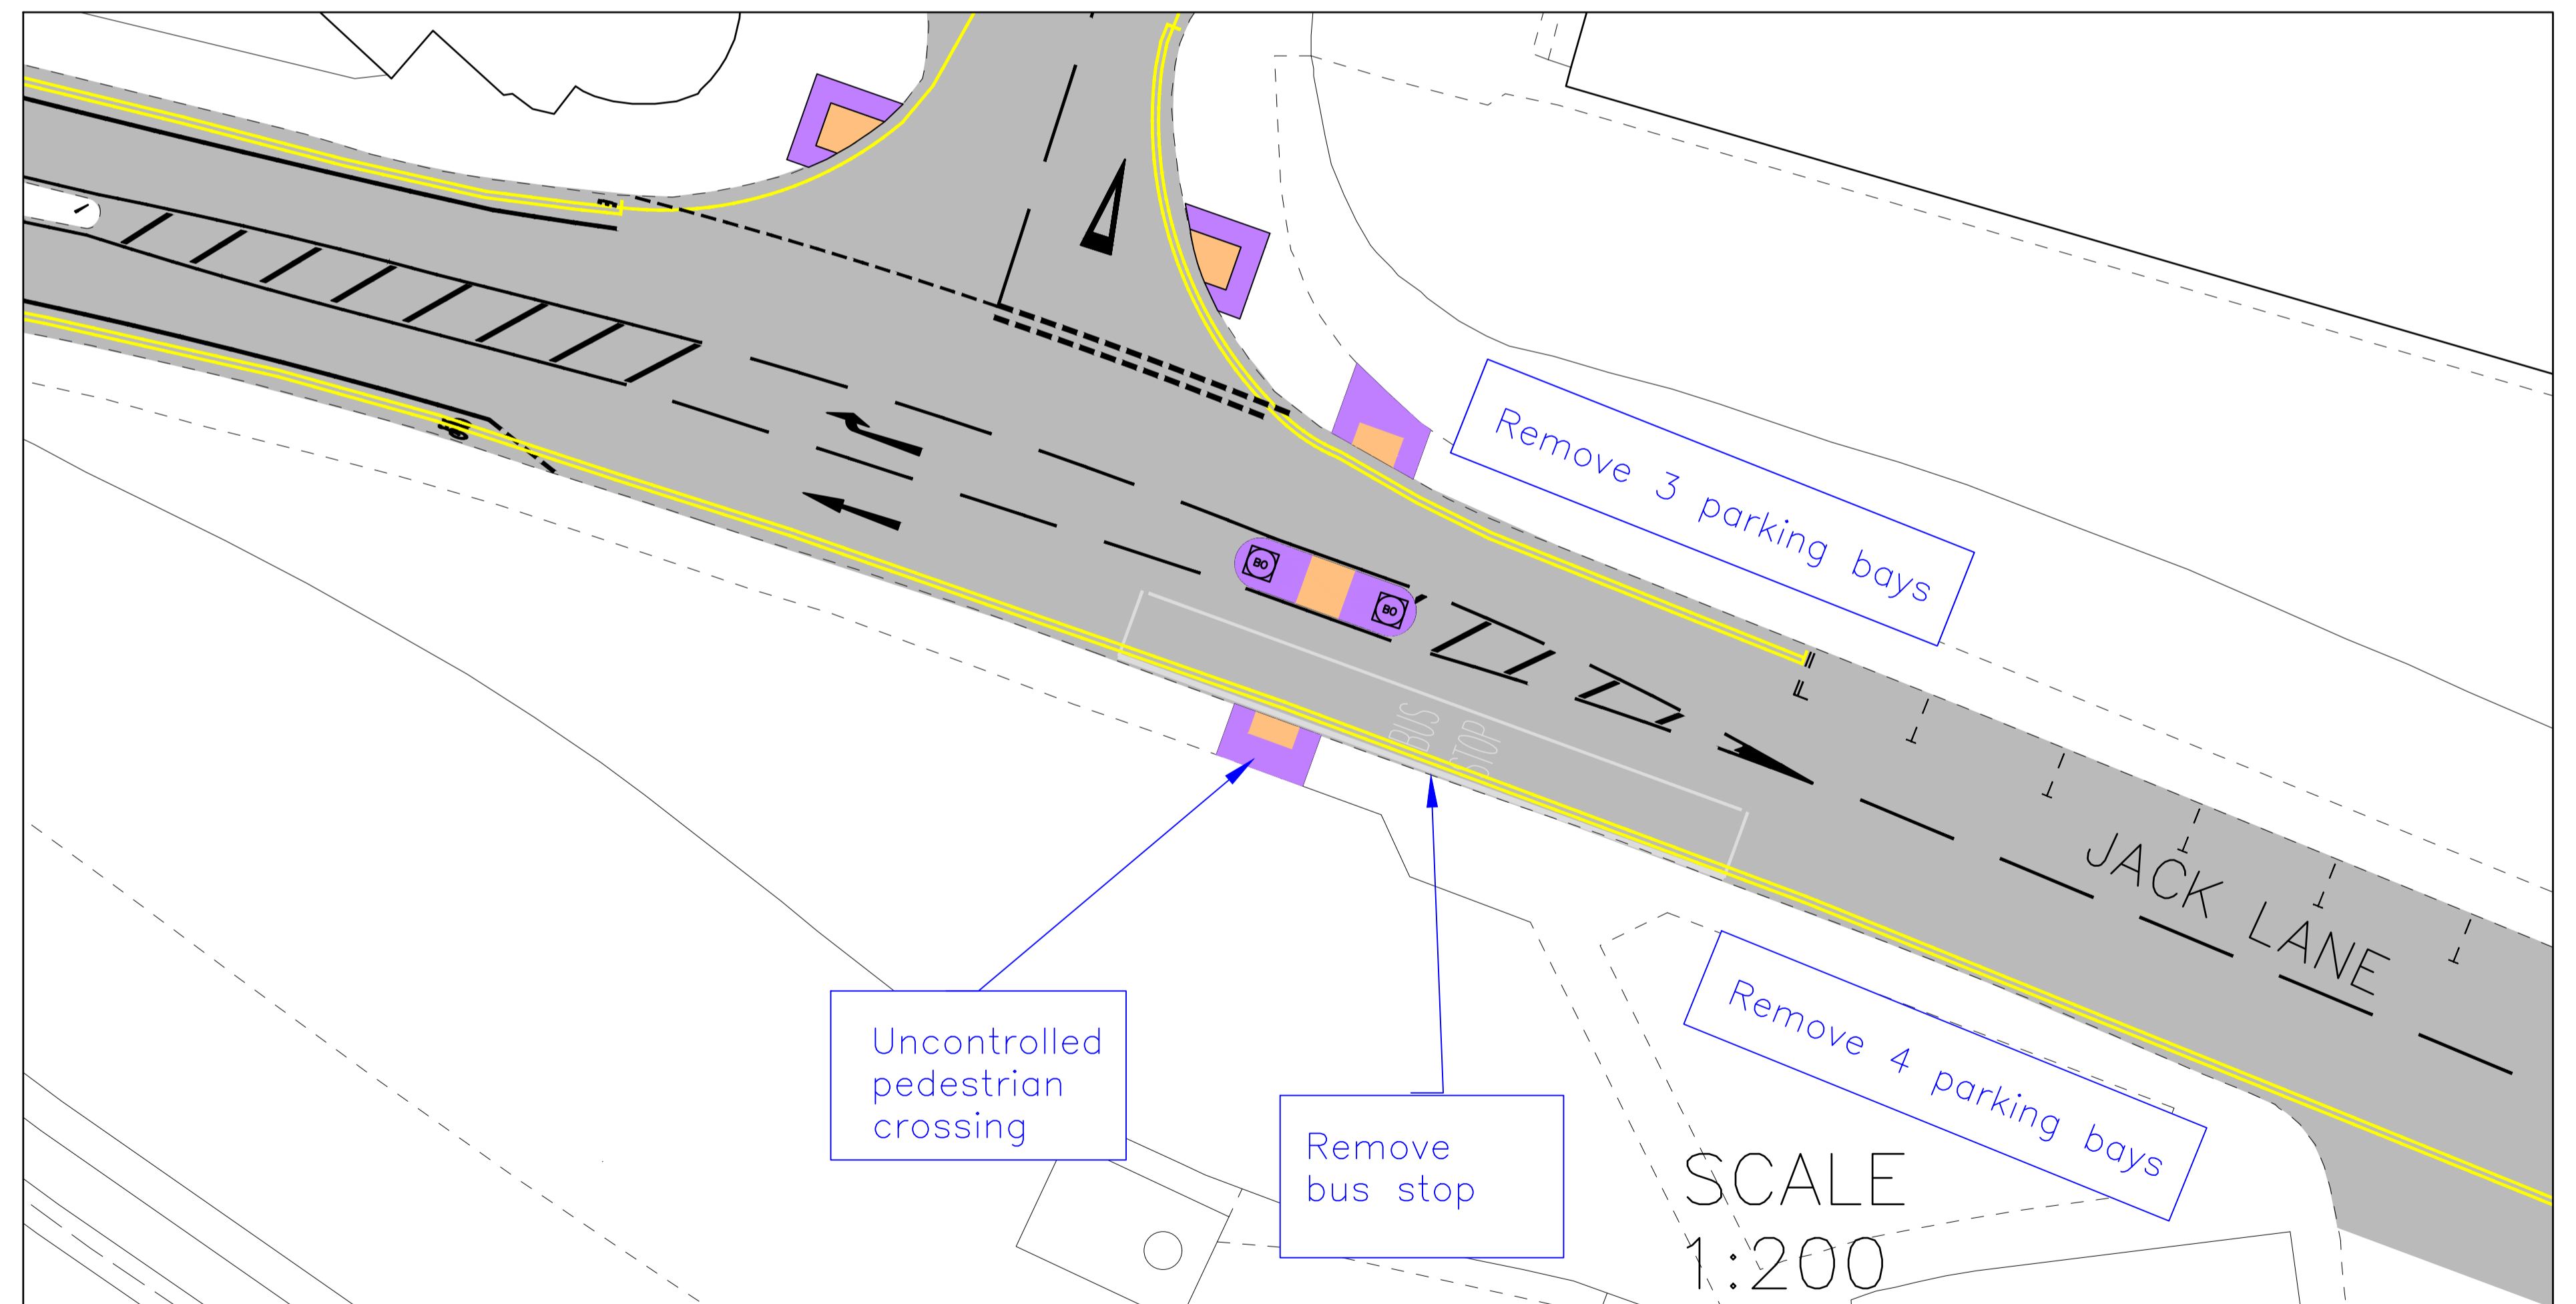 Remove 3 parking bays
BO
BO
BUS
STOP
JACK LANE
Remove 4 parking bays
Uncontrolled
pedestrian
crossing
Remove
bus stop
SCALE
1:200